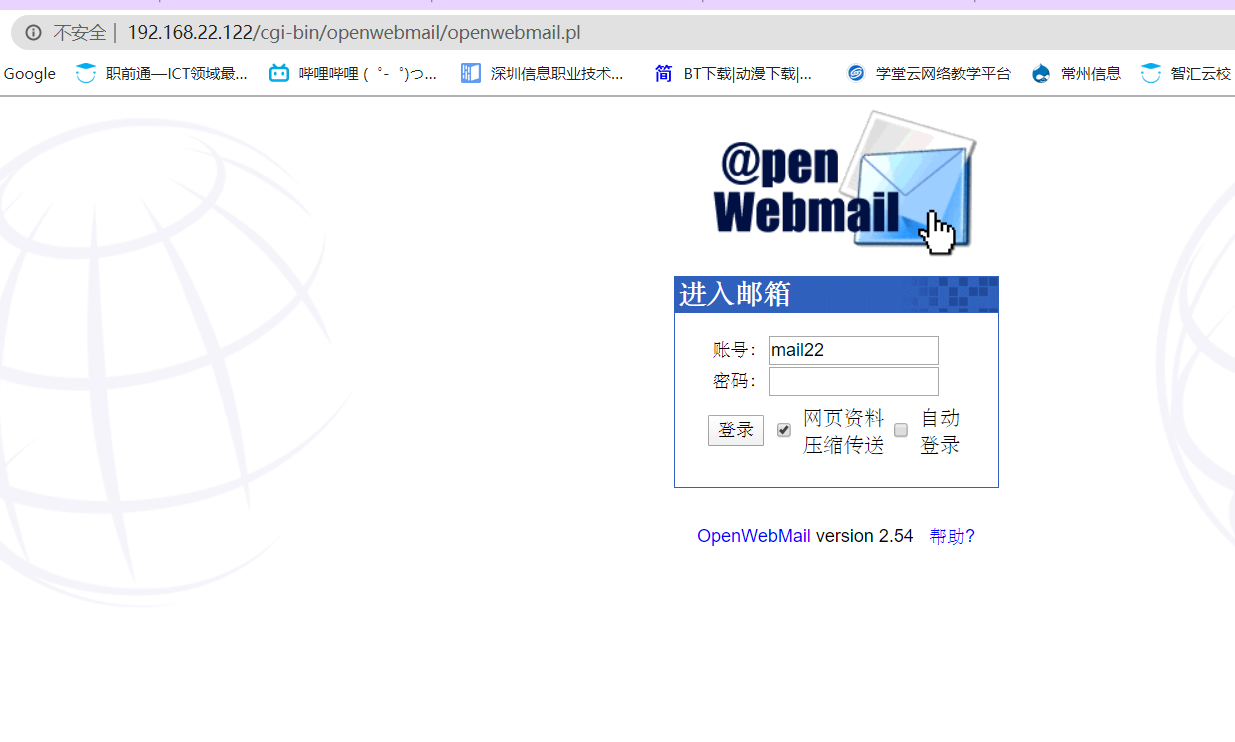 不安全 | 192.168.22.122/cgi-bin/openwebmail/openwebmail.pl
Google 职前通—ICT领域最... 哔哩哔哩 ( ゜- ゜)つ... 深圳信息职业技术... 简 BT下载|动漫下载|... 学堂云网络教学平台 常州信息 智汇云校
@pen
Webmail
进入邮箱
账号： mail22
密码：
登录 网页资料 自动
压缩传送 登录
OpenWebMail version 2.54 帮助?